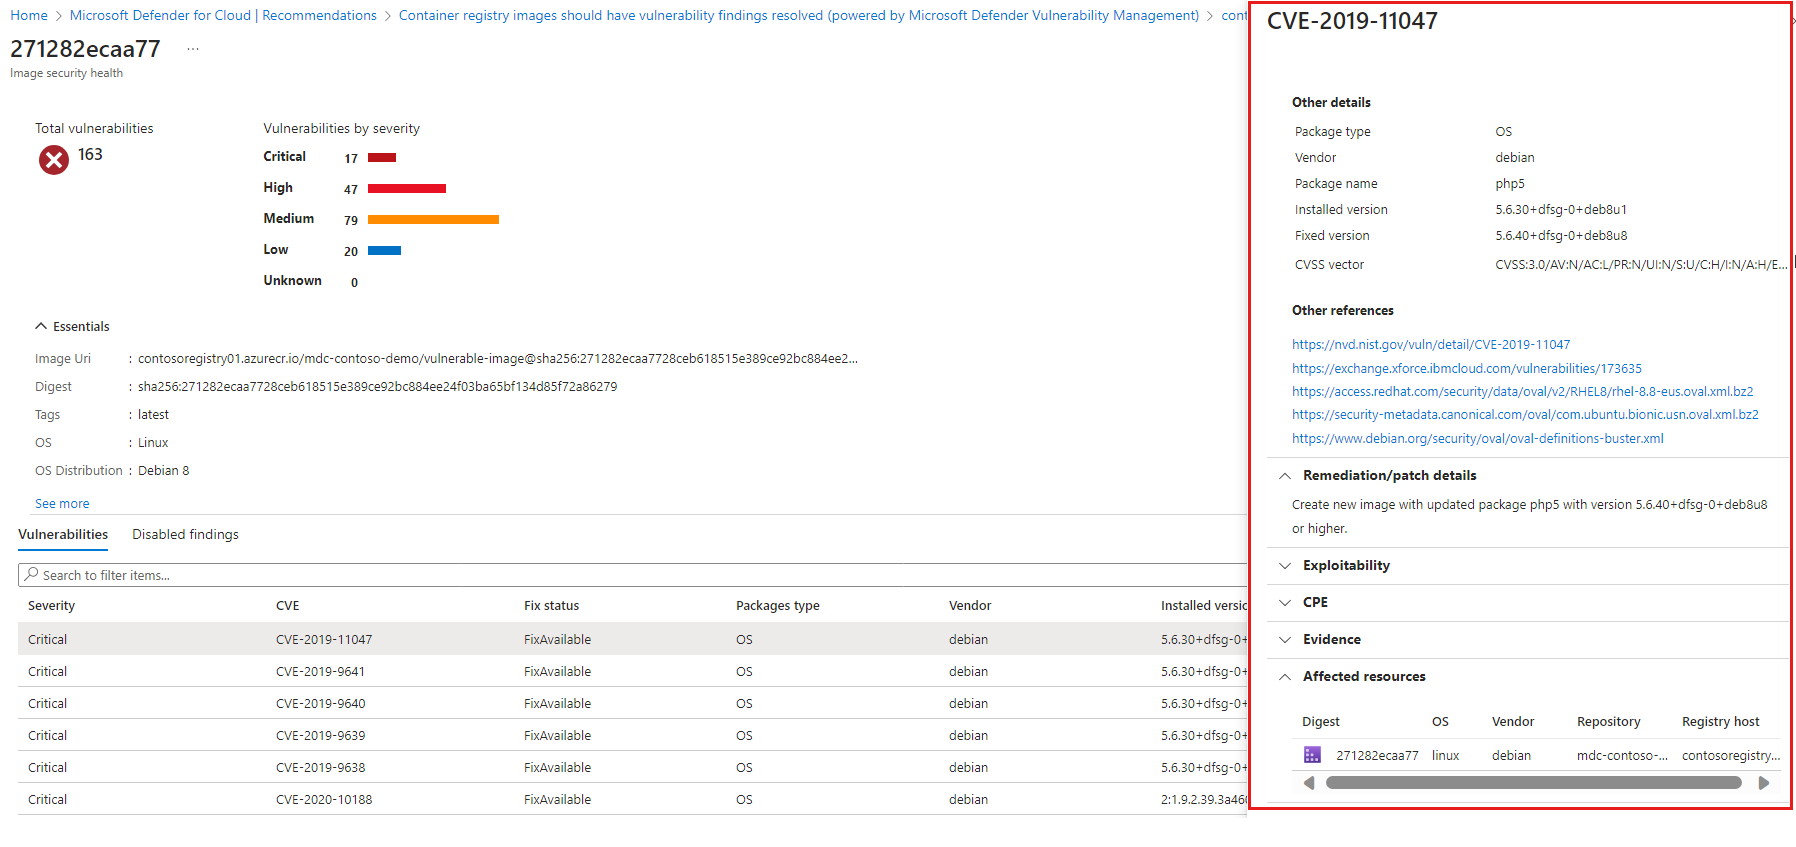 Home > Microsoft Defender for Cloud | Recommendations > Container registry images should have vulnerability findings resolved (powered by Microsoft Defender Vulnerability Management) > cont
271282ecaa77 ...
Image security health
Total vulnerabilities
163
Vulnerabilities by severity
Critical 17
High 47
Medium 79
Low 20
Unknown 0
Essentials
Image Uri : contosoregistry01.azurecr.io/mdc-contoso-demo/vulnerable-image@sha256:271282ecaa7728ceb618515e389ce92bc884ee2...
Digest : sha256:271282ecaa7728ceb618515e389ce92bc884ee24f03ba65bf134d85f72a86279
Tags : latest
OS : Linux
OS Distribution : Debian 8
See more
Vulnerabilities Disabled findings
Search to filter items...
Severity CVE Fix status Packages type Vendor Installed versic
Critical CVE-2019-11047 FixAvailable OS debian 5.6.30+dfsg-0+
Critical CVE-2019-9641 FixAvailable OS debian 5.6.30+dfsg-0+
Critical CVE-2019-9640 FixAvailable OS debian 5.6.30+dfsg-0+
Critical CVE-2019-9639 FixAvailable OS debian 5.6.30+dfsg-0+
Critical CVE-2019-9638 FixAvailable OS debian 5.6.30+dfsg-0+
Critical CVE-2020-10188 FixAvailable OS debian 2:1.9.2.39.3a460
CVE-2019-11047
Other details
Package type OS
Vendor debian
Package name php5
Installed version 5.6.30+dfsg-0+deb8u1
Fixed version 5.6.40+dfsg-0+deb8u8
CVSS vector CVSS:3.0/AV:N/AC:L/PR:N/UI:N/S:U/C:H/I:N/A:H/E...
Other references
https://nvd.nist.gov/vuln/detail/CVE-2019-11047
https://exchange.xforce.ibmcloud.com/vulnerabilities/173635
https://access.redhat.com/security/data/oval/v2/RHEL8/rhel-8.8-eus.oval.xml.bz2
https://security-metadata.canonical.com/oval/com.ubuntu.bionic.usn.oval.xml.bz2
https://www.debian.org/security/oval/oval-definitions-buster.xml
Remediation/patch details
Create new image with updated package php5 with version 5.6.40+dfsg-0+deb8u8
or higher.
Exploitability
CPE
Evidence
Affected resources
Digest OS Vendor Repository Registry host
271282ecaa77 linux debian mdc-contoso-... contosoregistry...